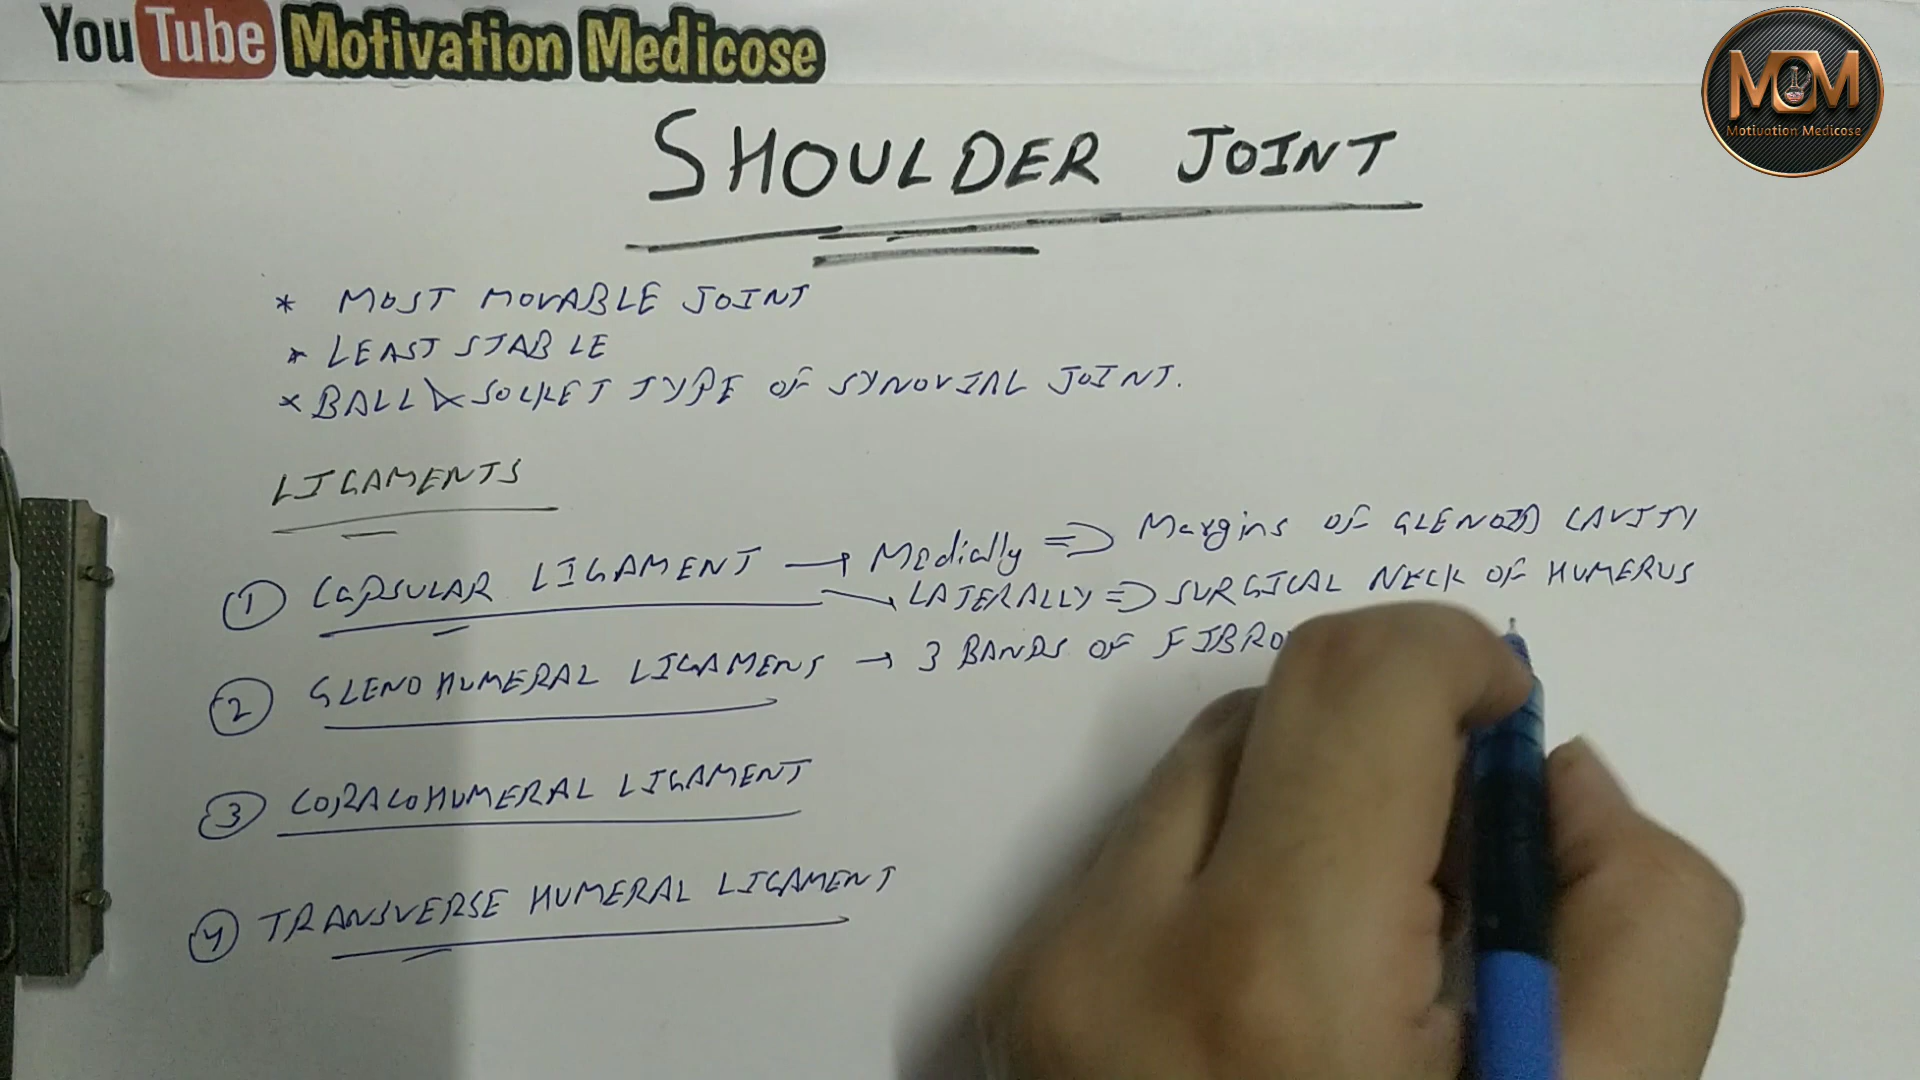 YouTube Motivation Medicose
MOM
Motivation Medicose
SHOULDER JOINT
* MOST MOVABLE JOINT
* LEAST STABLE
* BALL & SOCKET TYPE OF SYNOVIAL JOINT.
LIGAMENTS
① CAPSULAR LIGAMENT → Medially ⇒ Margins OF GLENOID CAVITY
→ LATERALLY ⇒ SURGICAL NECK OF HUMERUS
② GLENOHUMERAL LIGAMENTS → 3 BANDS OF FIBRO
③ CORACOHUMERAL LIGAMENT
④ TRANSVERSE HUMERAL LIGAMENT